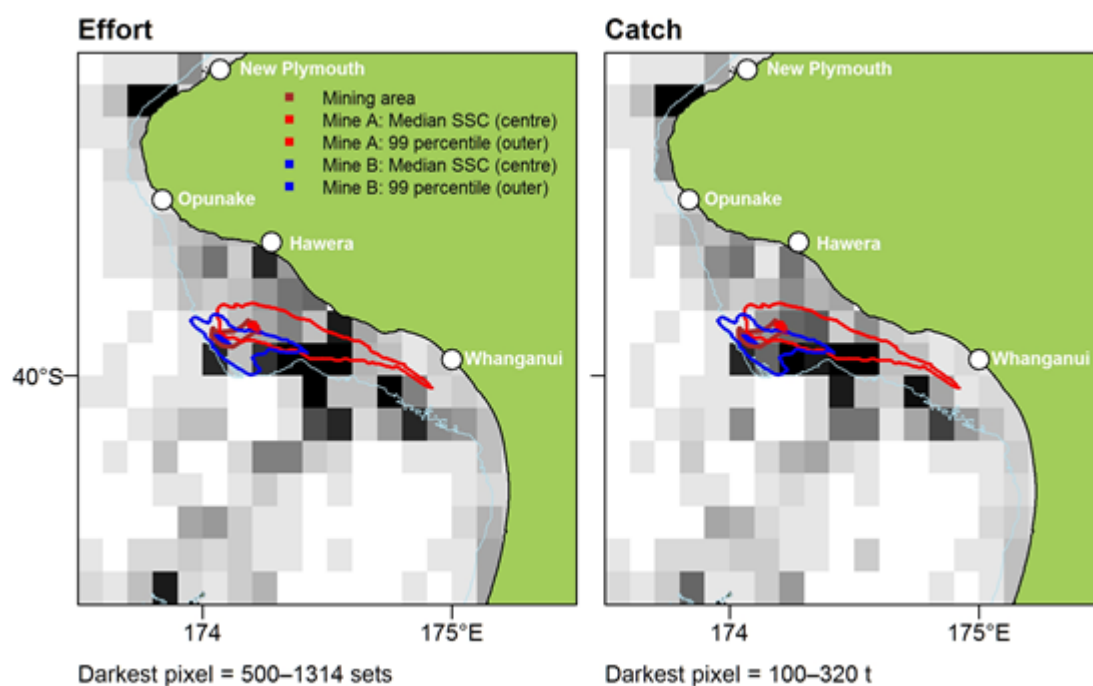 Effort
New Plymouth
Mining area
Mine A: Median SSC (centre)
Mine A: 99 percentile (outer)
Mine B: Median SSC (centre)
Mine B: 99 percentile (outer)
Opunake
Hawera
Whanganui
40°S
174
175°E
Darkest pixel = 500–1314 sets
Catch
New Plymouth
Opunake
Hawera
Whanganui
174
175°E
Darkest pixel = 100–320 t